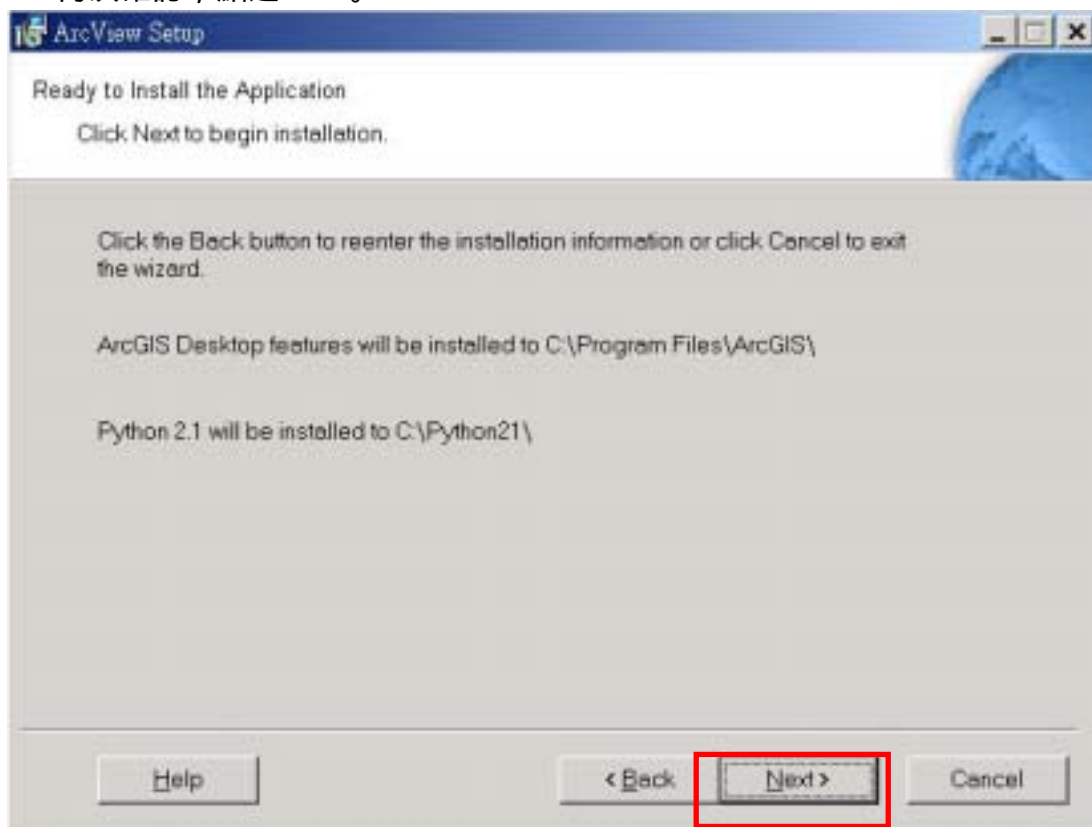 ArcView Setup
Ready to Install the Application
Click Next to begin installation.
Click the Back button to reenter the installation information or click Cancel to exit
the wizard.
ArcGIS Desktop features will be installed to C:\Program Files\ArcGIS\
Python 2.1 will be installed to C:\Python21\
Help
< Back
Next >
Cancel